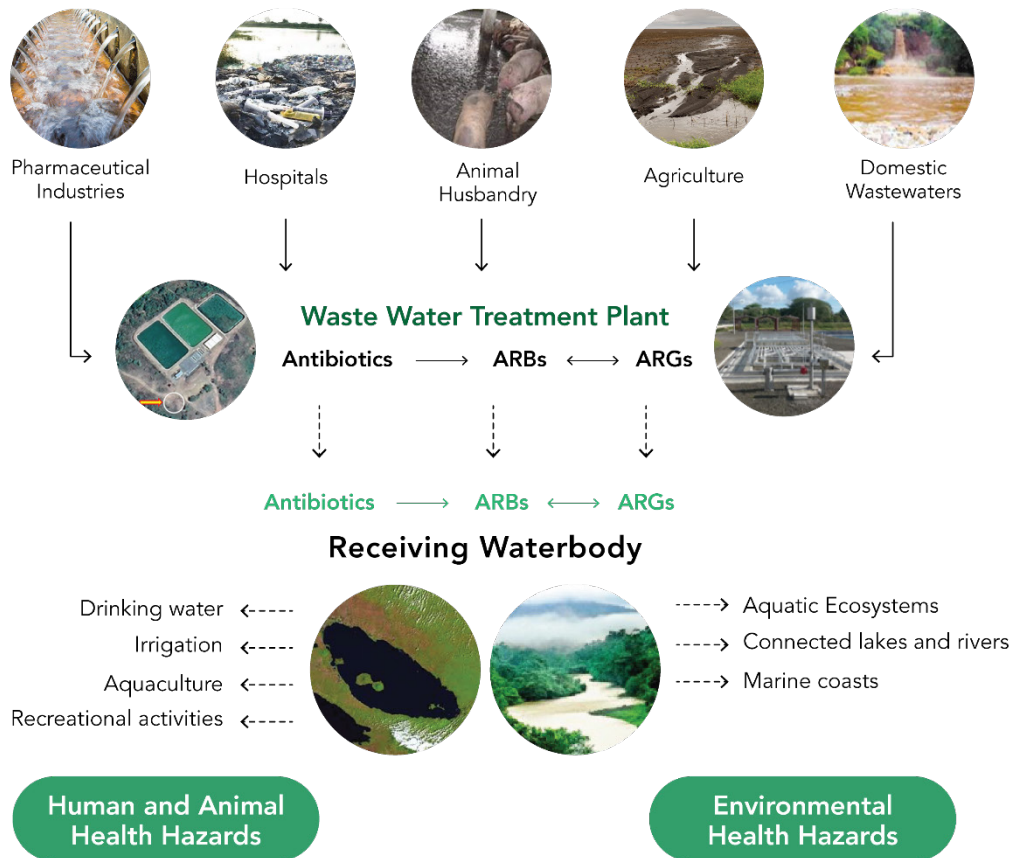 Pharmaceutical
Industries
Hospitals
Animal
Husbandry
Agriculture
Domestic
Wastewaters
Waste Water Treatment Plant
Antibiotics ARBs ARGs
Antibiotics ARBs ARGs
Receiving Waterbody
Drinking water
Irrigation
Aquaculture
Recreational activities
Aquatic Ecosystems
Connected lakes and rivers
Marine coasts
Human and Animal
Health Hazards
Environmental
Health Hazards